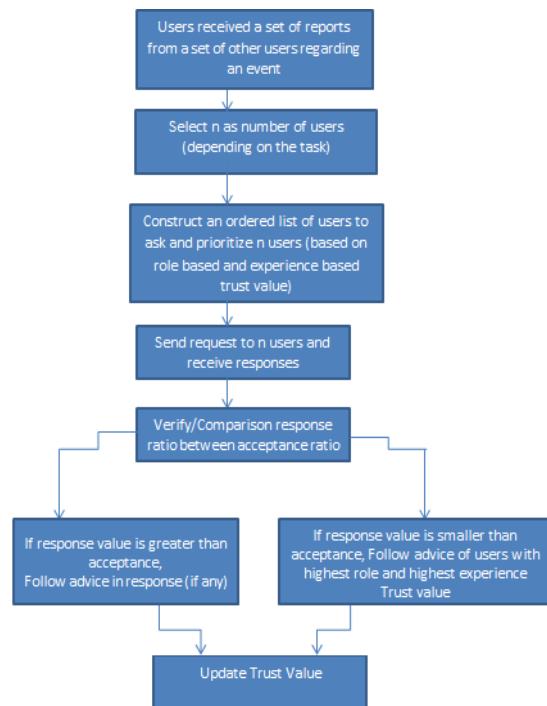 Users received a set of reports
from a set of other users regarding
an event
Select n as number of users
(depending on the task)
Construct an ordered list of users to
ask and prioritize n users (based on
role based and experience based
trust value)
Send request to n users and
receive responses
Verify/Comparison response
ratio between acceptance ratio
If response value is greater than
acceptance,
Follow advice in response (if any)
If response value is smaller than
acceptance, Follow advice of users with
highest role and highest experience
Trust value
Update Trust Value